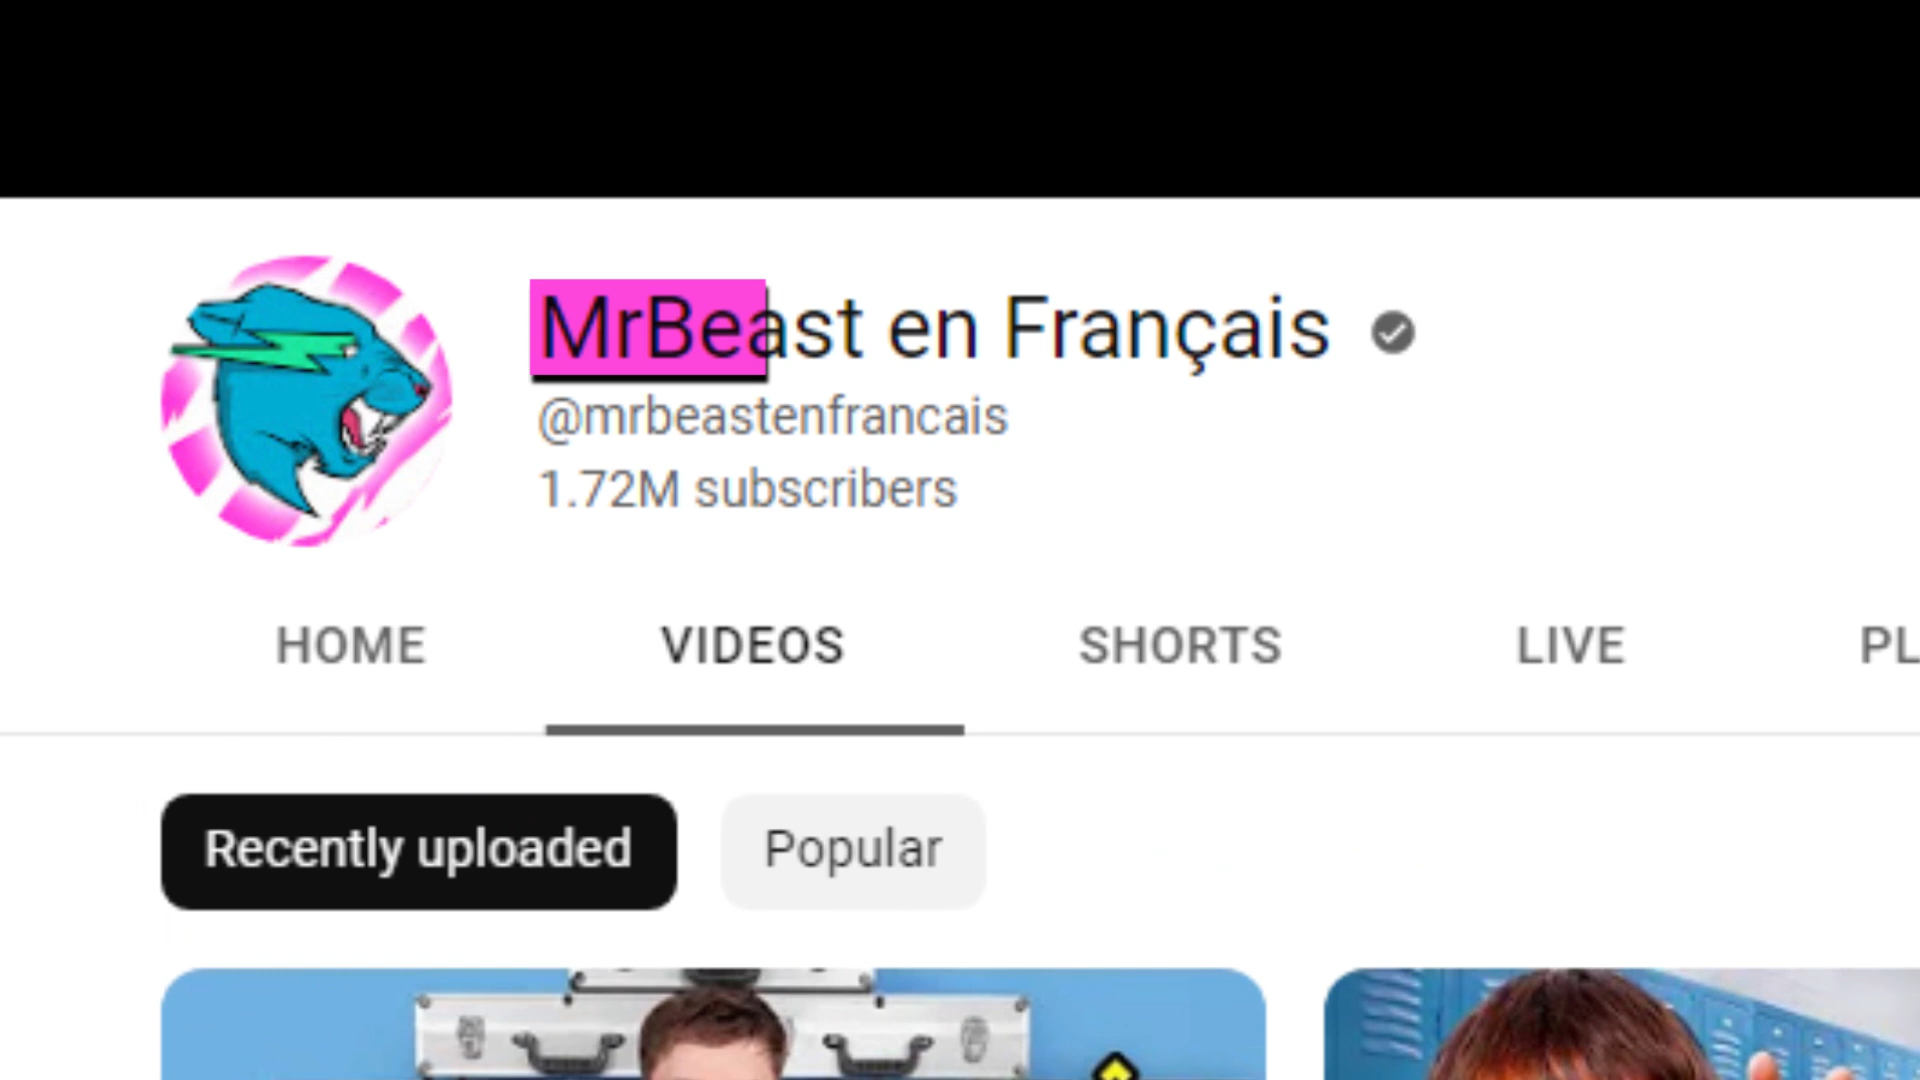 MrBeast en Français
@mrbeastenfrancais
1.72M subscribers
HOME VIDEOS SHORTS LIVE PL
Recently uploaded Popular